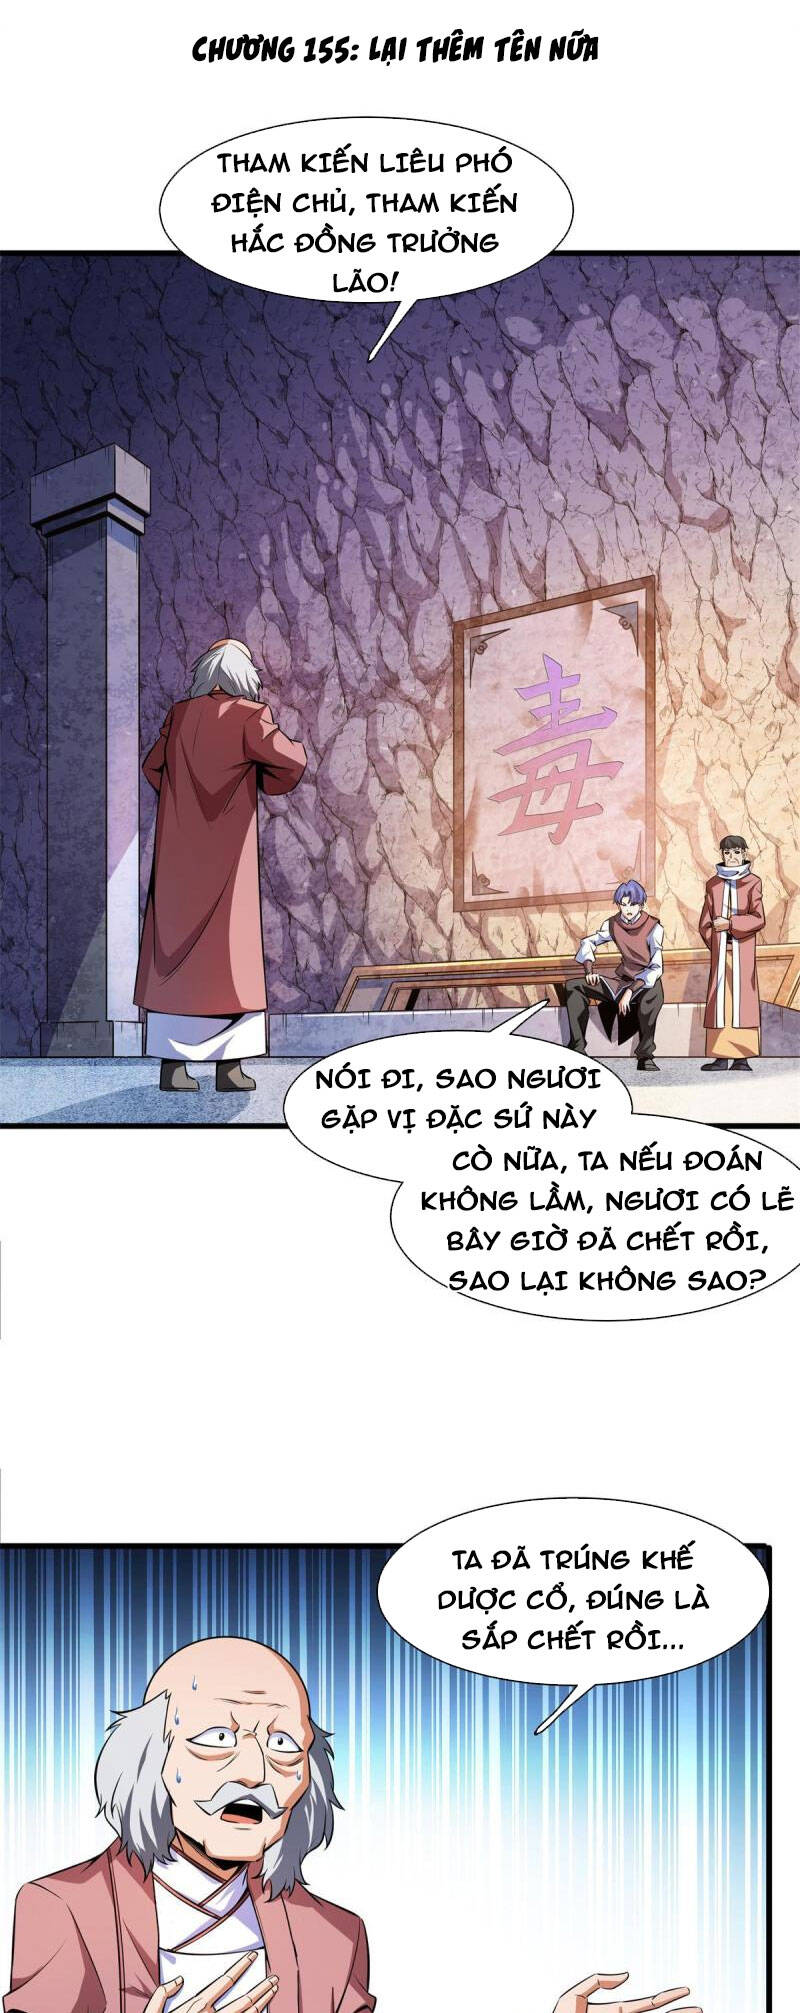 CHƯƠNG 155: LẠI THÊM TÊN NỮA
THAM KIẾN LIÊU PHÓ
ĐIỆN CHỦ, THAM KIẾN
HẮC ĐỒNG TRƯỞNG
LÃO!
毒
NÓI ĐI, SAO NGƯƠI
GẶP VỊ ĐẶC SỨ NÀY
CÒ NỮA, TA NẾU ĐOÁN
KHÔNG LẦM, NGƯƠI CÓ LẼ
BÂY GIỜ ĐÃ CHẾT RỒI,
SAO LẠI KHÔNG SAO?
TA ĐÃ TRÚNG KHẾ
DƯỢC CỔ, ĐÚNG LÀ
SẮP CHẾT RỒI...